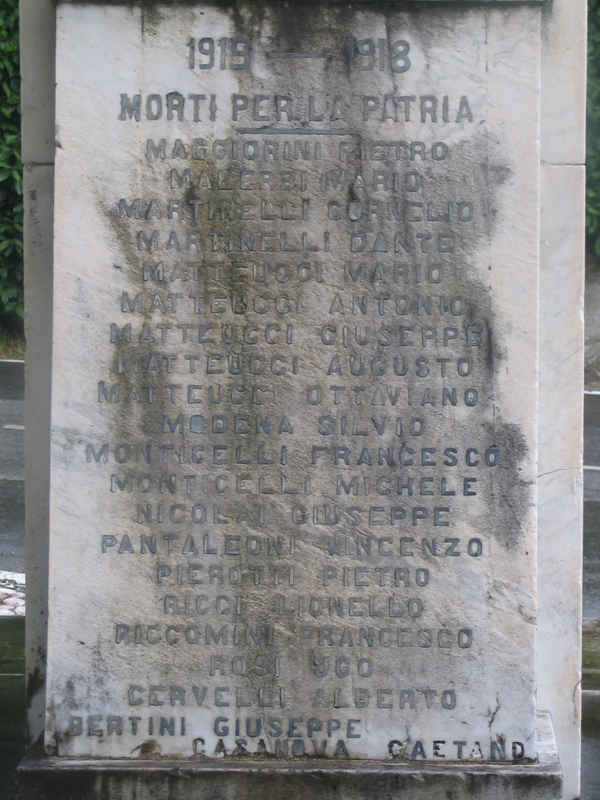 1915 — 1918
MORTI PER LA PATRIA
MAGGIORINI PIETRO
MALERBI MARIO
MARTINELLI CORNELIO
MARTINELLI DANTE
MATTEUCCI MARIO
MATTEUCCI ANTONIO
MATTEUCCI GIUSEPPE
MATTEUCCI AUGUSTO
MATTEUCCI OTTAVIANO
MODENA SILVIO
MONTICELLI FRANCESCO
MONTICELLI MICHELE
NICOLAI GIUSEPPE
PANTALEONI VINCENZO
PIEROTTI PIETRO
RICCI LIONELLO
RICCOMINI FRANCESCO
ROSI UGO
CERVELLI ALBERTO
BERTINI GIUSEPPE
CASANOVA GAETANO